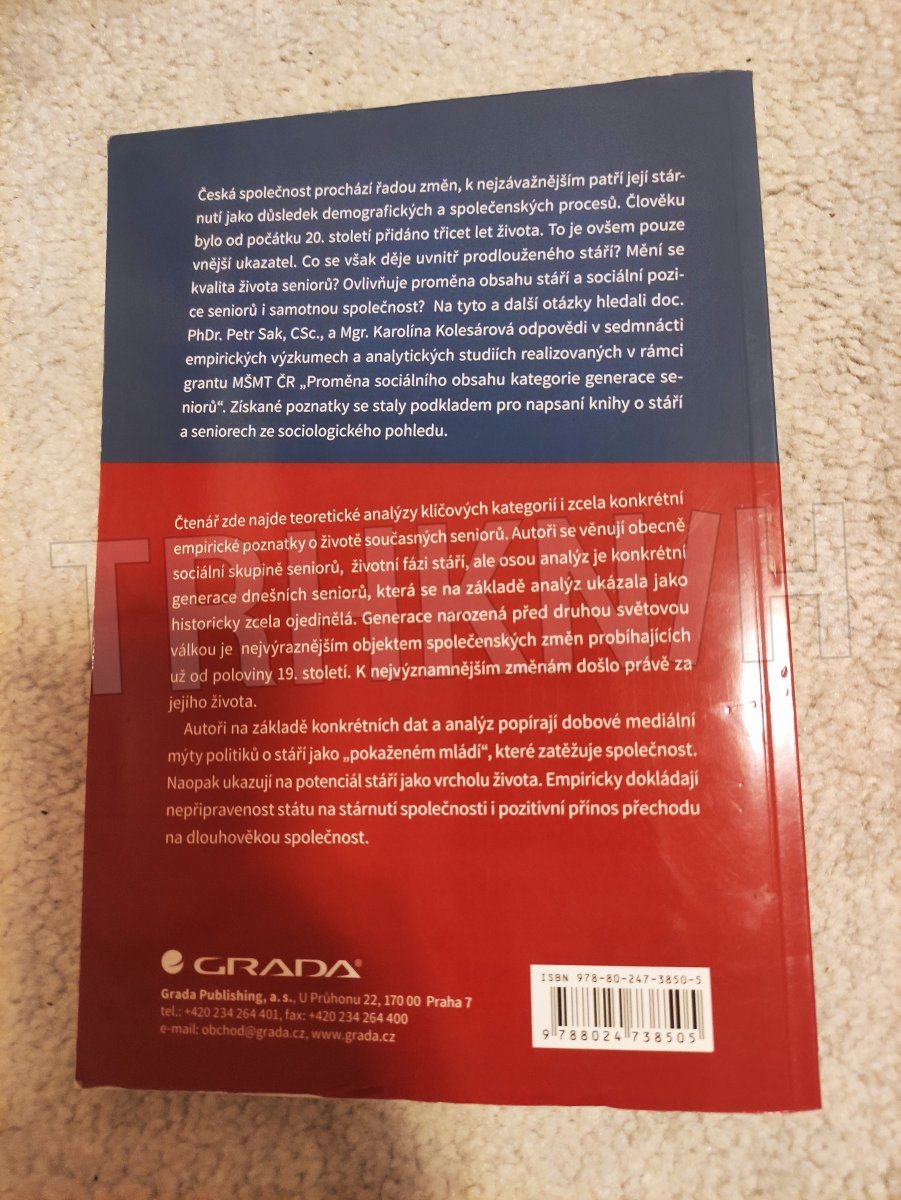 Česká společnost prochází řadou změn, k nejzávažnějším patří její stár-
nutí jako důsledek demografických a společenských procesů. Člověku
bylo od počátku 20. století přidáno třicet let života. To je ovšem pouze
vnější ukazatel. Co se však děje uvnitř prodlouženého stáří? Mění se
kvalita života seniorů? Ovlivňuje proměna obsahu stáří a sociální pozi-
ce seniorů i samotnou společnost? Na tyto a další otázky hledali doc.
PhDr. Petr Sak, CSc., a Mgr. Karolína Kolesárová odpovědi v sedmnácti
empirických výzkumech a analytických studiích realizovaných v rámci
grantu MŠMT ČR „Proměna sociálního obsahu kategorie generace se-
niorů“. Získané poznatky se staly podkladem pro napsaní knihy o stáří
a seniorech ze sociologického pohledu.
Čtenář zde najde teoretické analýzy klíčových kategorií i zcela konkrétní
empirické poznatky o životě současných seniorů. Autoři se věnují obecně
sociální skupině seniorů, životní fázi stáří, ale osou analýz je konkrétní
generace dnešních seniorů, která se na základě analýz ukázala jako
historicky zcela ojedinělá. Generace narozená před druhou světovou
válkou je nejvýraznějším objektem společenských změn probíhajících
už od poloviny 19. století. K nejvýznamnějším změnám došlo právě za
jejího života.
Autoři na základě konkrétních dat a analýz popírají dobové mediální
mýty politiků o stáří jako „pokaženém mládí“, které zatěžuje společnost.
Naopak ukazují na potenciál stáří jako vrcholu života. Empiricky dokládají
nepřipravenost státu na stárnutí společnosti i pozitívní přínos přechodu
na dlouhověkou společnost.
TRHKNIH
GRADA
Grada Publishing, a. s., U Průhonu 22, 170 00 Praha 7
tel.: +420 234 264 401, fax: +420 234 264 400
e-mail: obchod@grada.cz, www.grada.cz
ISBN 978-80-247-3850-5
9 788024 738505